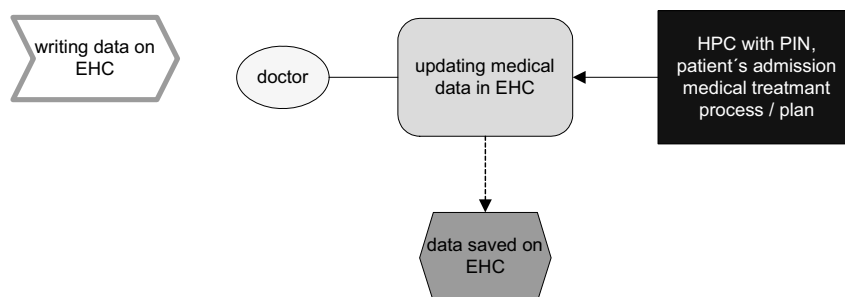 writing data on
EHC
doctor
updating medical
data in EHC
HPC with PIN,
patient´s admission
medical treatmant
process / plan
data saved on
EHC